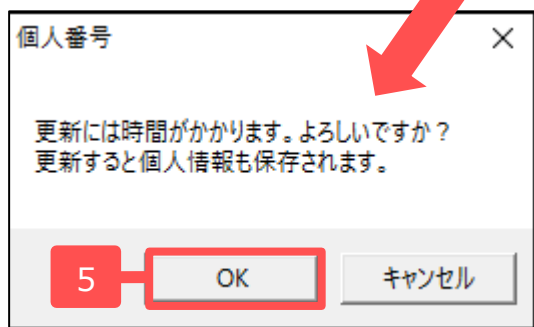 個人番号
更新には時間がかかります。よろしいですか？
更新すると個人情報も保存されます。
5
OK
キャンセル